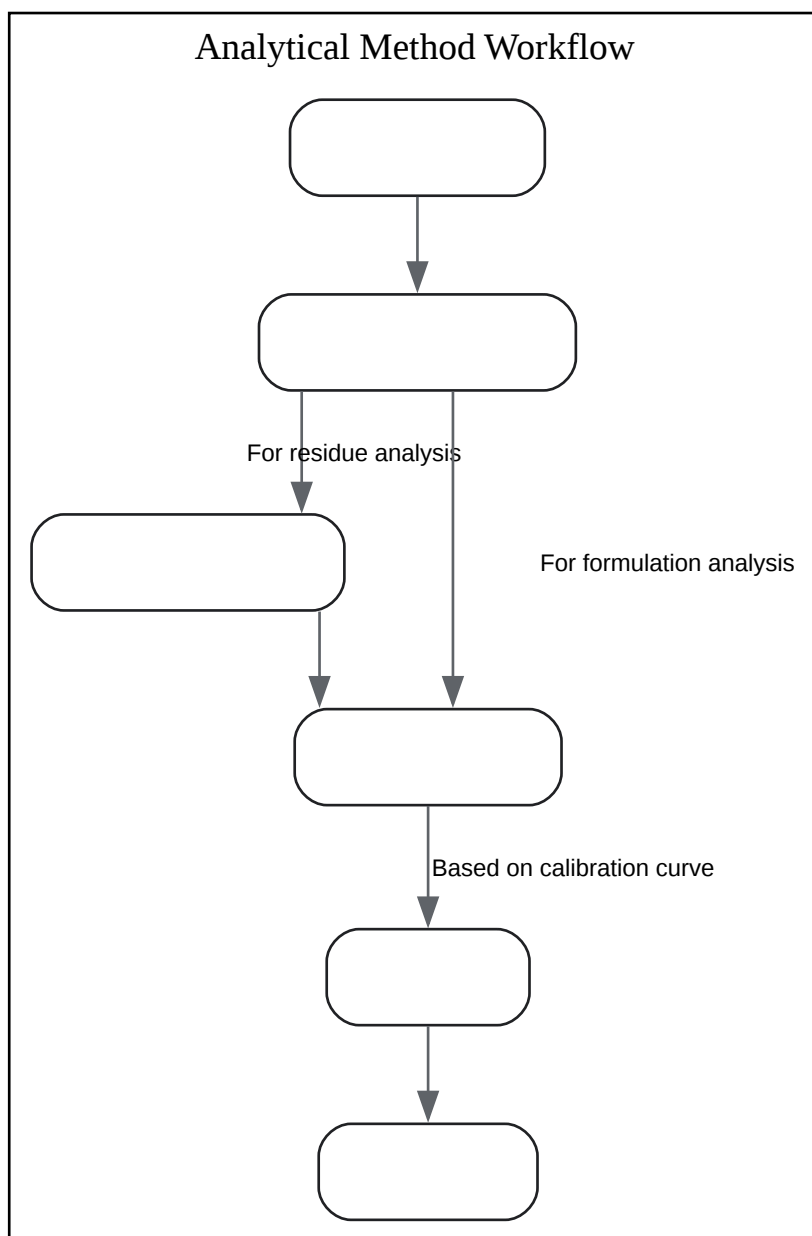 Analytical Method Workflow
For residue analysis
For formulation analysis
Based on calibration curve